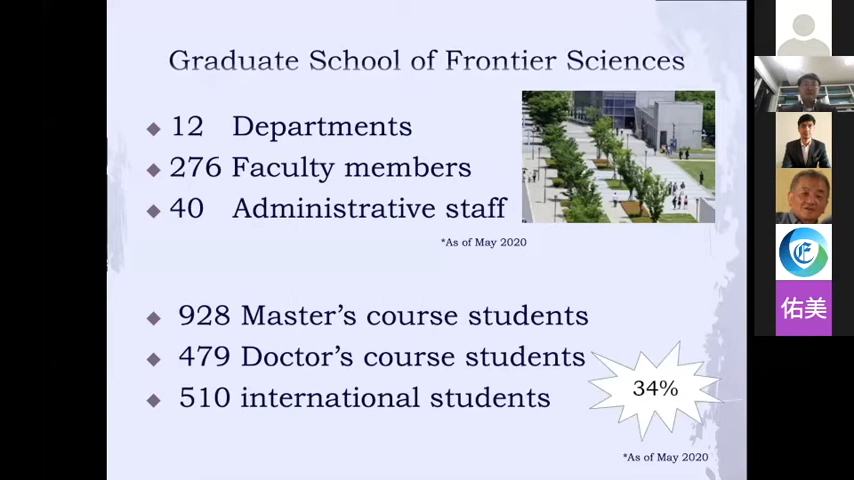 Graduate School of Frontier Sciences
12 Departments
276 Faculty members
40 Administrative staff
*As of May 2020
928 Master's course students
479 Doctor's course students
510 international students
34%
*As of May 2020
E
佑美